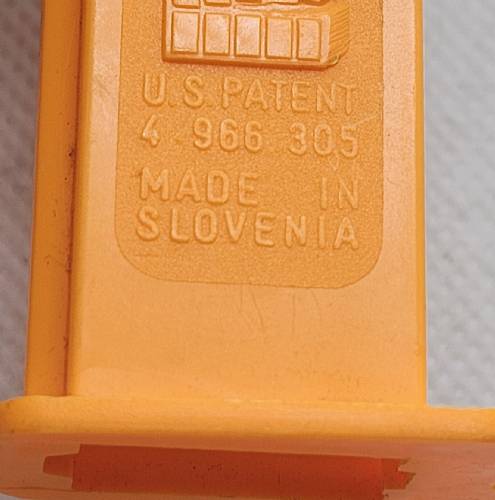 U.S. PATENT
4 966 305
MADE IN
SLOVENIA